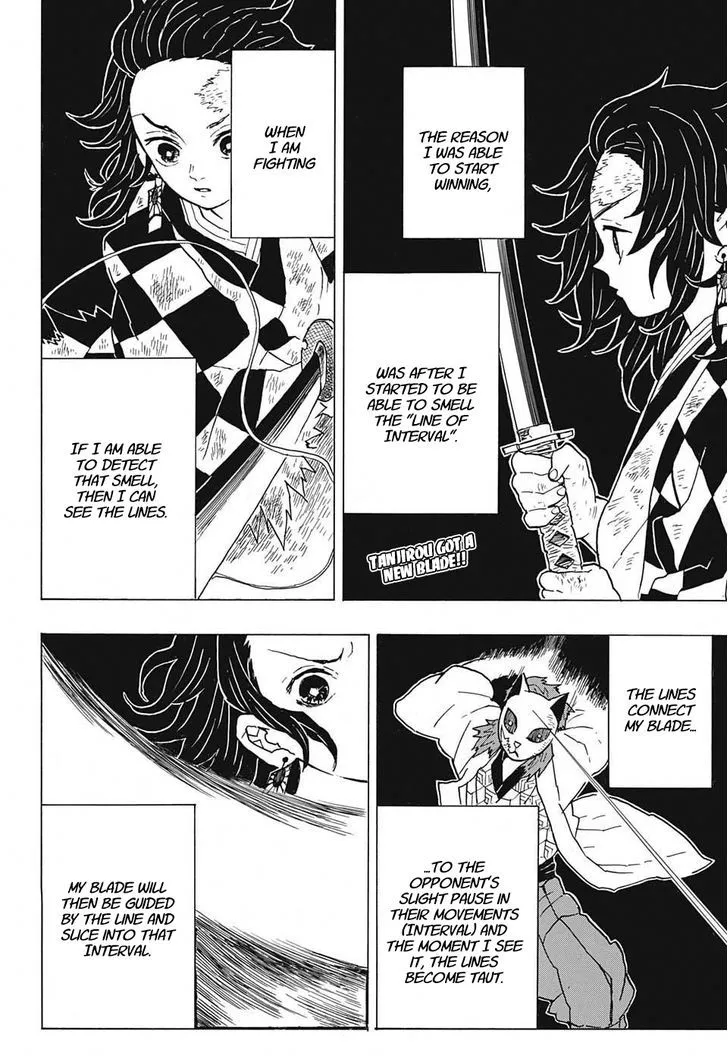 THE REASON
I WAS ABLE
TO START
WINNING,
WAS AFTER I
STARTED TO BE
ABLE TO SMELL
THE "LINE OF
INTERVAL".
TANJIROU GOT A
NEW BLADE!!
WHEN
I AM
FIGHTING
IF I AM ABLE
TO DETECT
THAT SMELL,
THEN I CAN
SEE THE LINES.
THE LINES
CONNECT
MY BLADE...
...TO THE
OPPONENT'S
SLIGHT PAUSE IN
THEIR MOVEMENTS
(INTERVAL) AND
THE MOMENT I SEE
IT, THE LINES
BECOME TAUT.
MY BLADE WILL
THEN BE GUIDED
BY THE LINE AND
SLICE INTO THAT
INTERVAL.